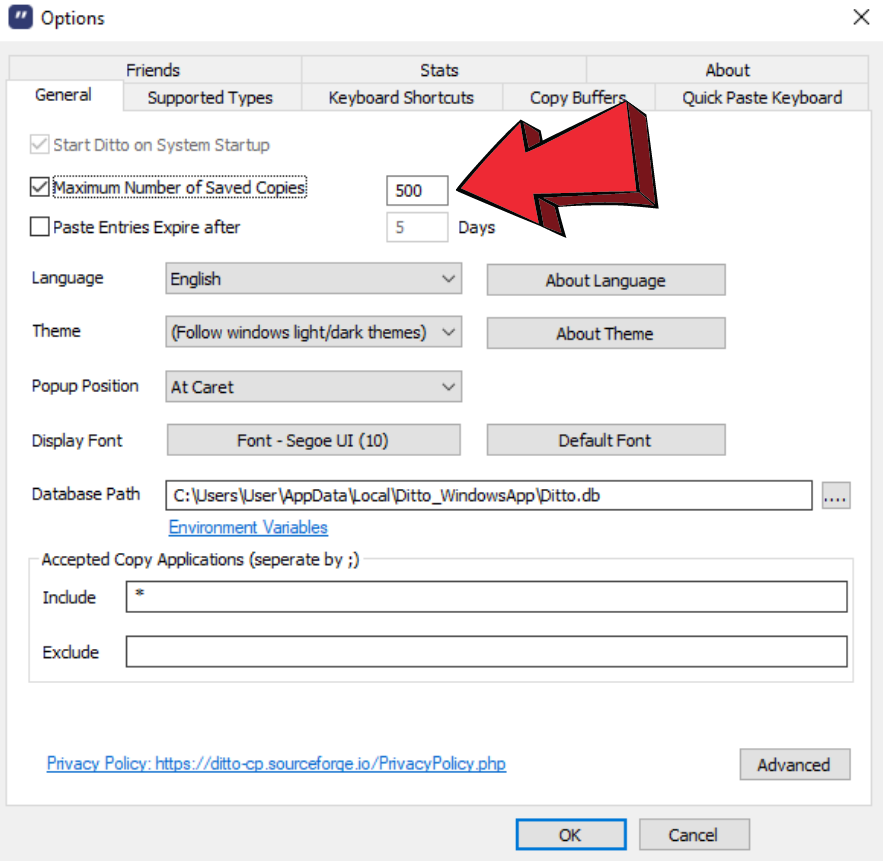 Options
Friends Stats About
General Supported Types Keyboard Shortcuts Copy Buffers Quick Paste Keyboard
Start Ditto on System Startup
Maximum Number of Saved Copies 500
Paste Entries Expire after 5 Days
Language English About Language
Theme (Follow windows light/dark themes) About Theme
Popup Position At Caret
Display Font Font - Segoe UI (10) Default Font
Database Path C:\Users\User\AppData\Local\Ditto_WindowsApp\Ditto.db ....
Environment Variables
Accepted Copy Applications (seperate by ;)
Include *
Exclude
Privacy Policy: https://ditto-cp.sourceforge.io/PrivacyPolicy.php Advanced
OK Cancel